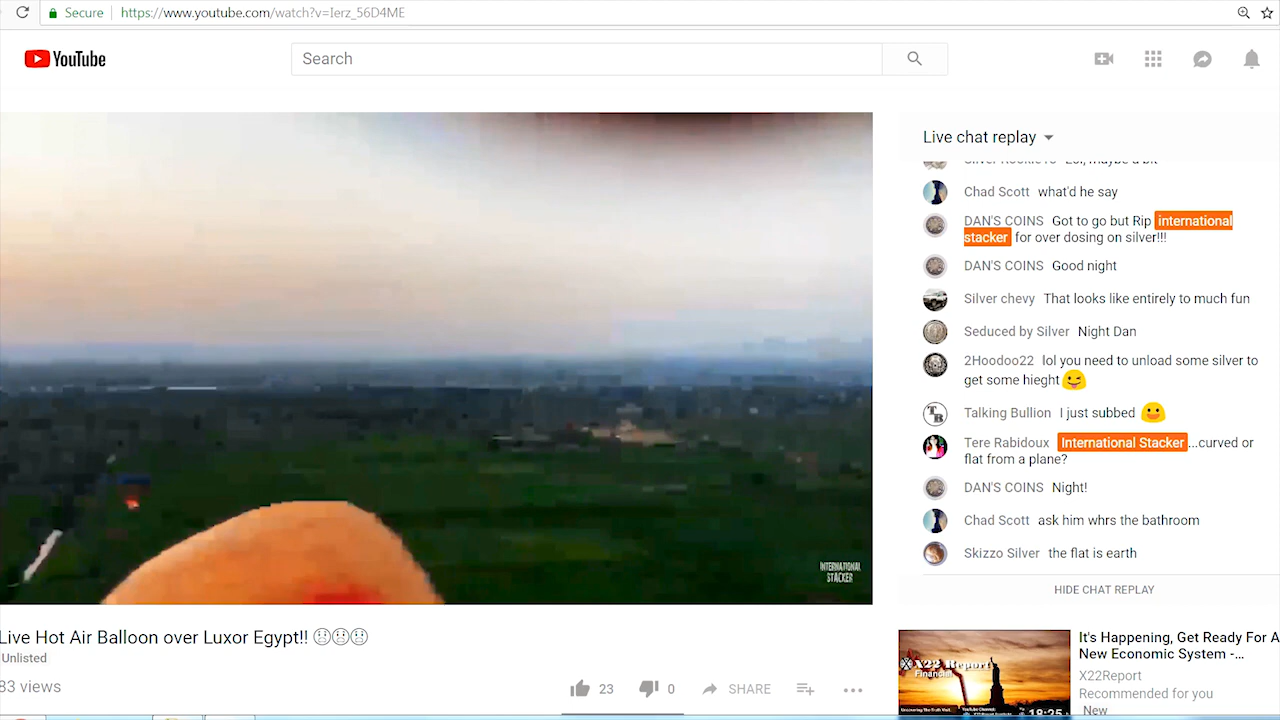 Secure https://www.youtube.com/watch?v=Ierz_56D4ME
YouTube
Search
Live chat replay
Chad Scott what'd he say
DAN'S COINS Got to go but Rip international
stacker for over dosing on silver!!!
DAN'S COINS Good night
Silver chevy That looks like entirely to much fun
Seduced by Silver Night Dan
2Hoodoo22 lol you need to unload some silver to
get some hieght
TB
Talking Bullion I just subbed
Tere Rabidoux International Stacker...curved or
flat from a plane?
DAN'S COINS Night!
Chad Scott ask him whrs the bathroom
Skizzo Silver the flat is earth
HIDE CHAT REPLAY
INTERNATIONAL
STACKER
Live Hot Air Balloon over Luxor Egypt!!
Unlisted
83 views
23
0
SHARE
X22 Report
Financial
18:25
It's Happening, Get Ready For A
New Economic System -...
X22Report
Recommended for you
New